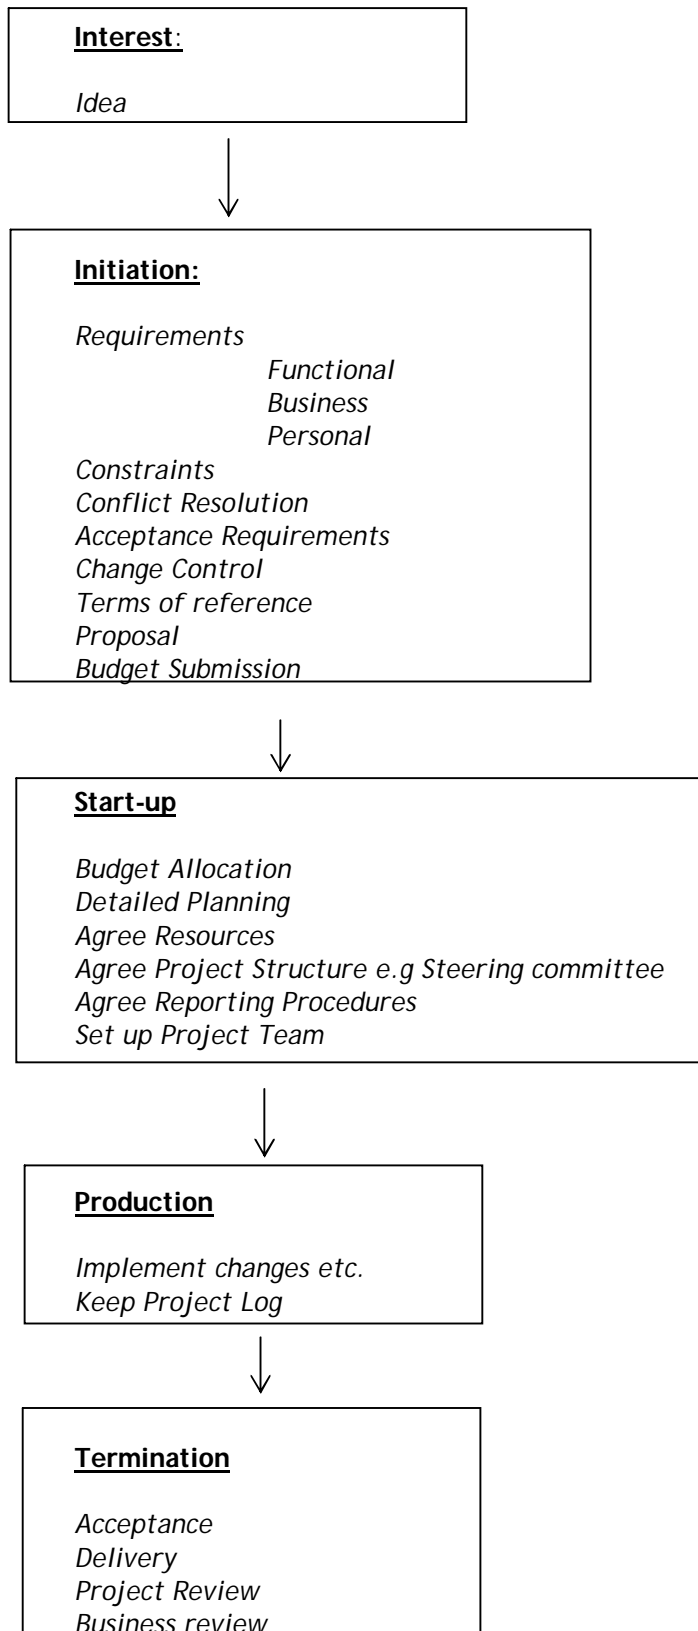 Interest:
Idea
Initiation:
Requirements
Functional
Business
Personal
Constraints
Conflict Resolution
Acceptance Requirements
Change Control
Terms of reference
Proposal
Budget Submission
Start-up
Budget Allocation
Detailed Planning
Agree Resources
Agree Project Structure e.g Steering committee
Agree Reporting Procedures
Set up Project Team
Production
Implement changes etc.
Keep Project Log
Termination
Acceptance
Delivery
Project Review
Business review